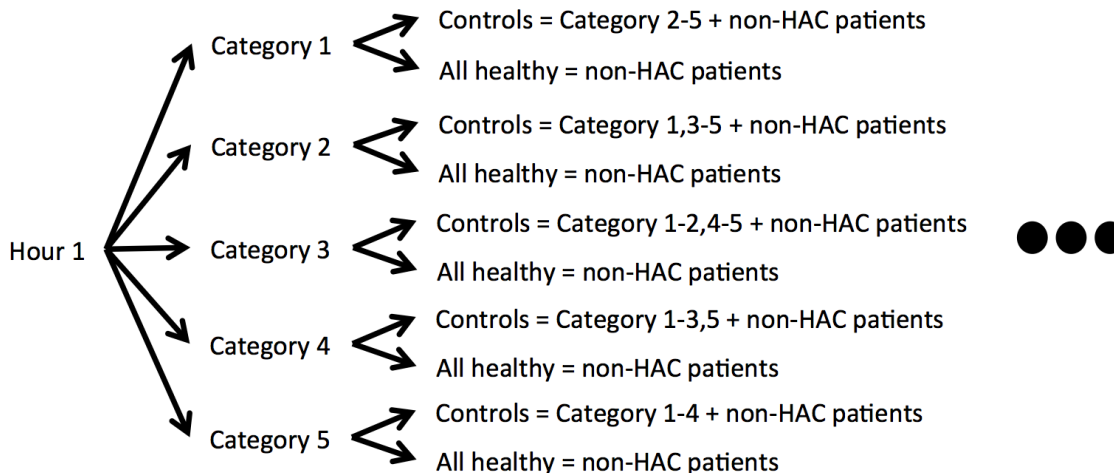 Controls = Category 2-5 + non-HAC patients
Category 1
All healthy = non-HAC patients
Controls = Category 1,3-5 + non-HAC patients
Category 2
All healthy = non-HAC patients
Controls = Category 1-2,4-5 + non-HAC patients
Hour 1
Category 3
All healthy = non-HAC patients
Controls = Category 1-3,5 + non-HAC patients
Category 4
All healthy = non-HAC patients
Controls = Category 1-4 + non-HAC patients
Category 5
All healthy = non-HAC patients